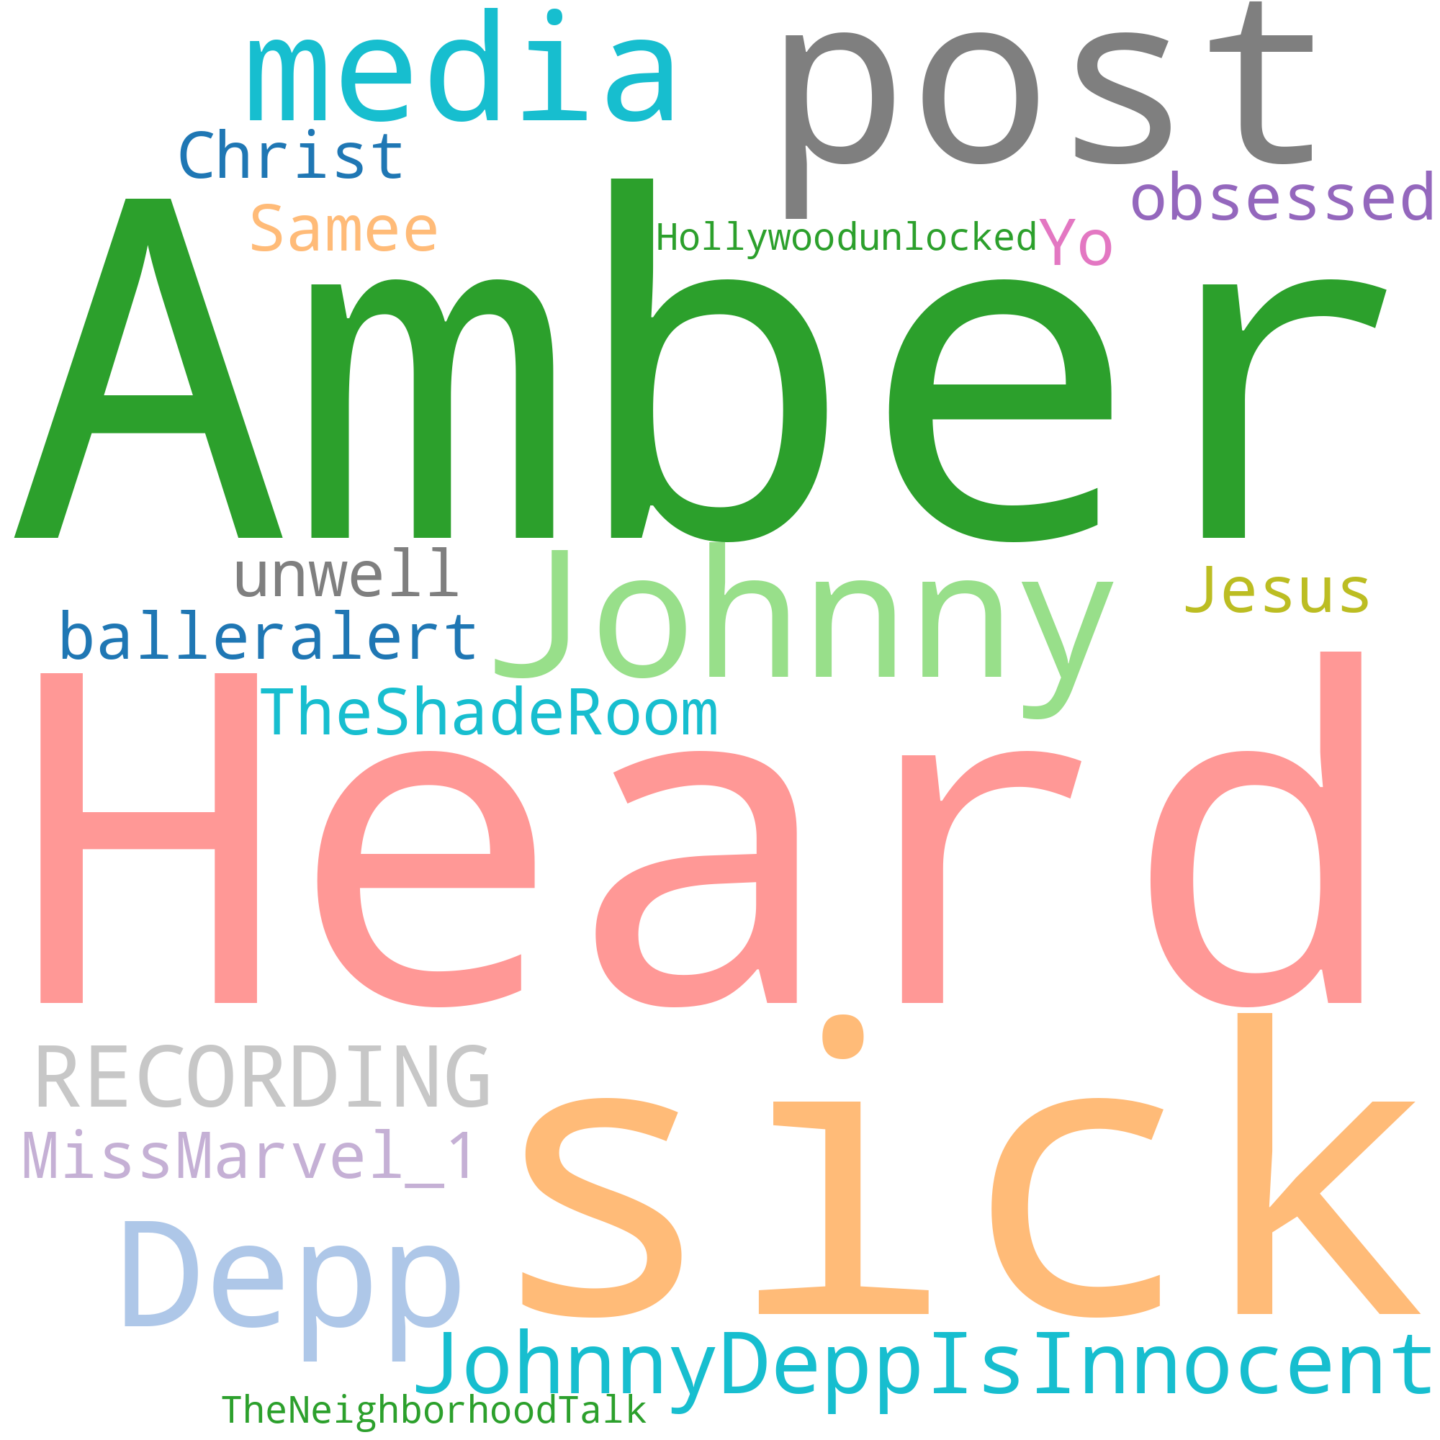 media
post
Christ
obsessed
Samee
Hollywoodunlocked
Yo
Amber
unwell
Johnny
Jesus
balleralert
TheShadeRoom
Heard
RECORDING
sick
MissMarvel_1
Depp
JohnnyDeppIsInnocent
TheNeighborhoodTalk